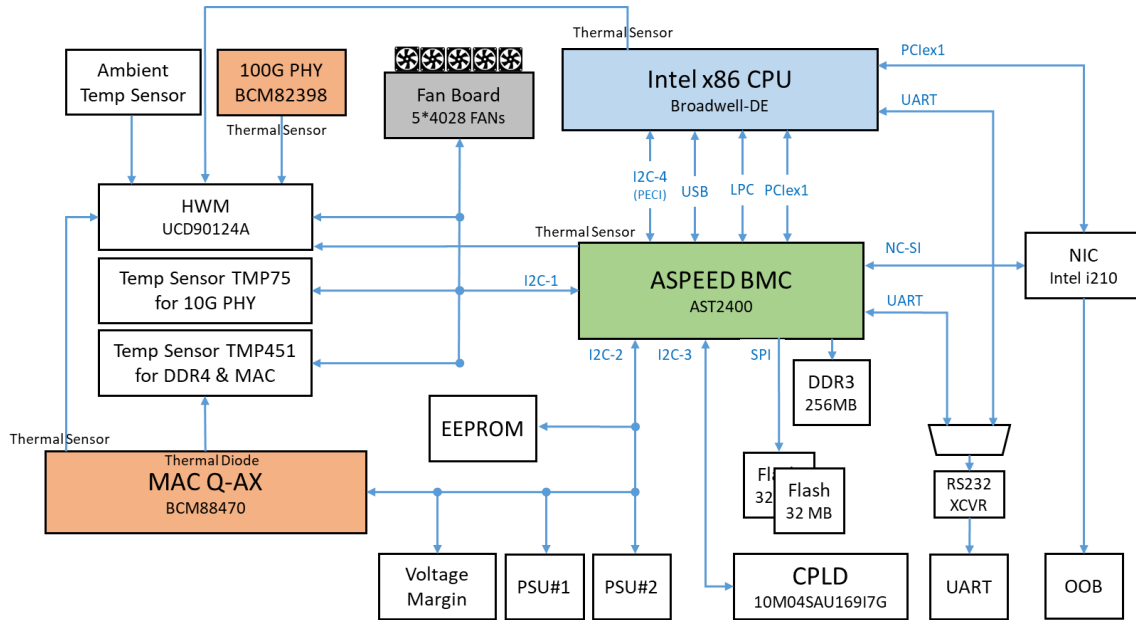 Thermal Sensor
PCIex1
Ambient
Temp Sensor
100G PHY
BCM82398
Fan Board
5*4028 FANs
Intel x86 CPU
Broadwell-DE
UART
Thermal Sensor
I2C-4
(PECI)
USB
LPC
PCIex1
HWM
UCD90124A
Thermal Sensor
NC-SI
NIC
Intel i210
Temp Sensor TMP75
for 10G PHY
I2C-1
ASPEED BMC
AST2400
UART
Temp Sensor TMP451
for DDR4 & MAC
I2C-2
I2C-3
SPI
DDR3
256MB
EEPROM
Thermal Sensor
Thermal Diode
MAC Q-AX
BCM88470
Flash
32 MB
RS232
XCVR
Voltage
Margin
PSU#1
PSU#2
CPLD
10M04SAU169I7G
UART
OOB